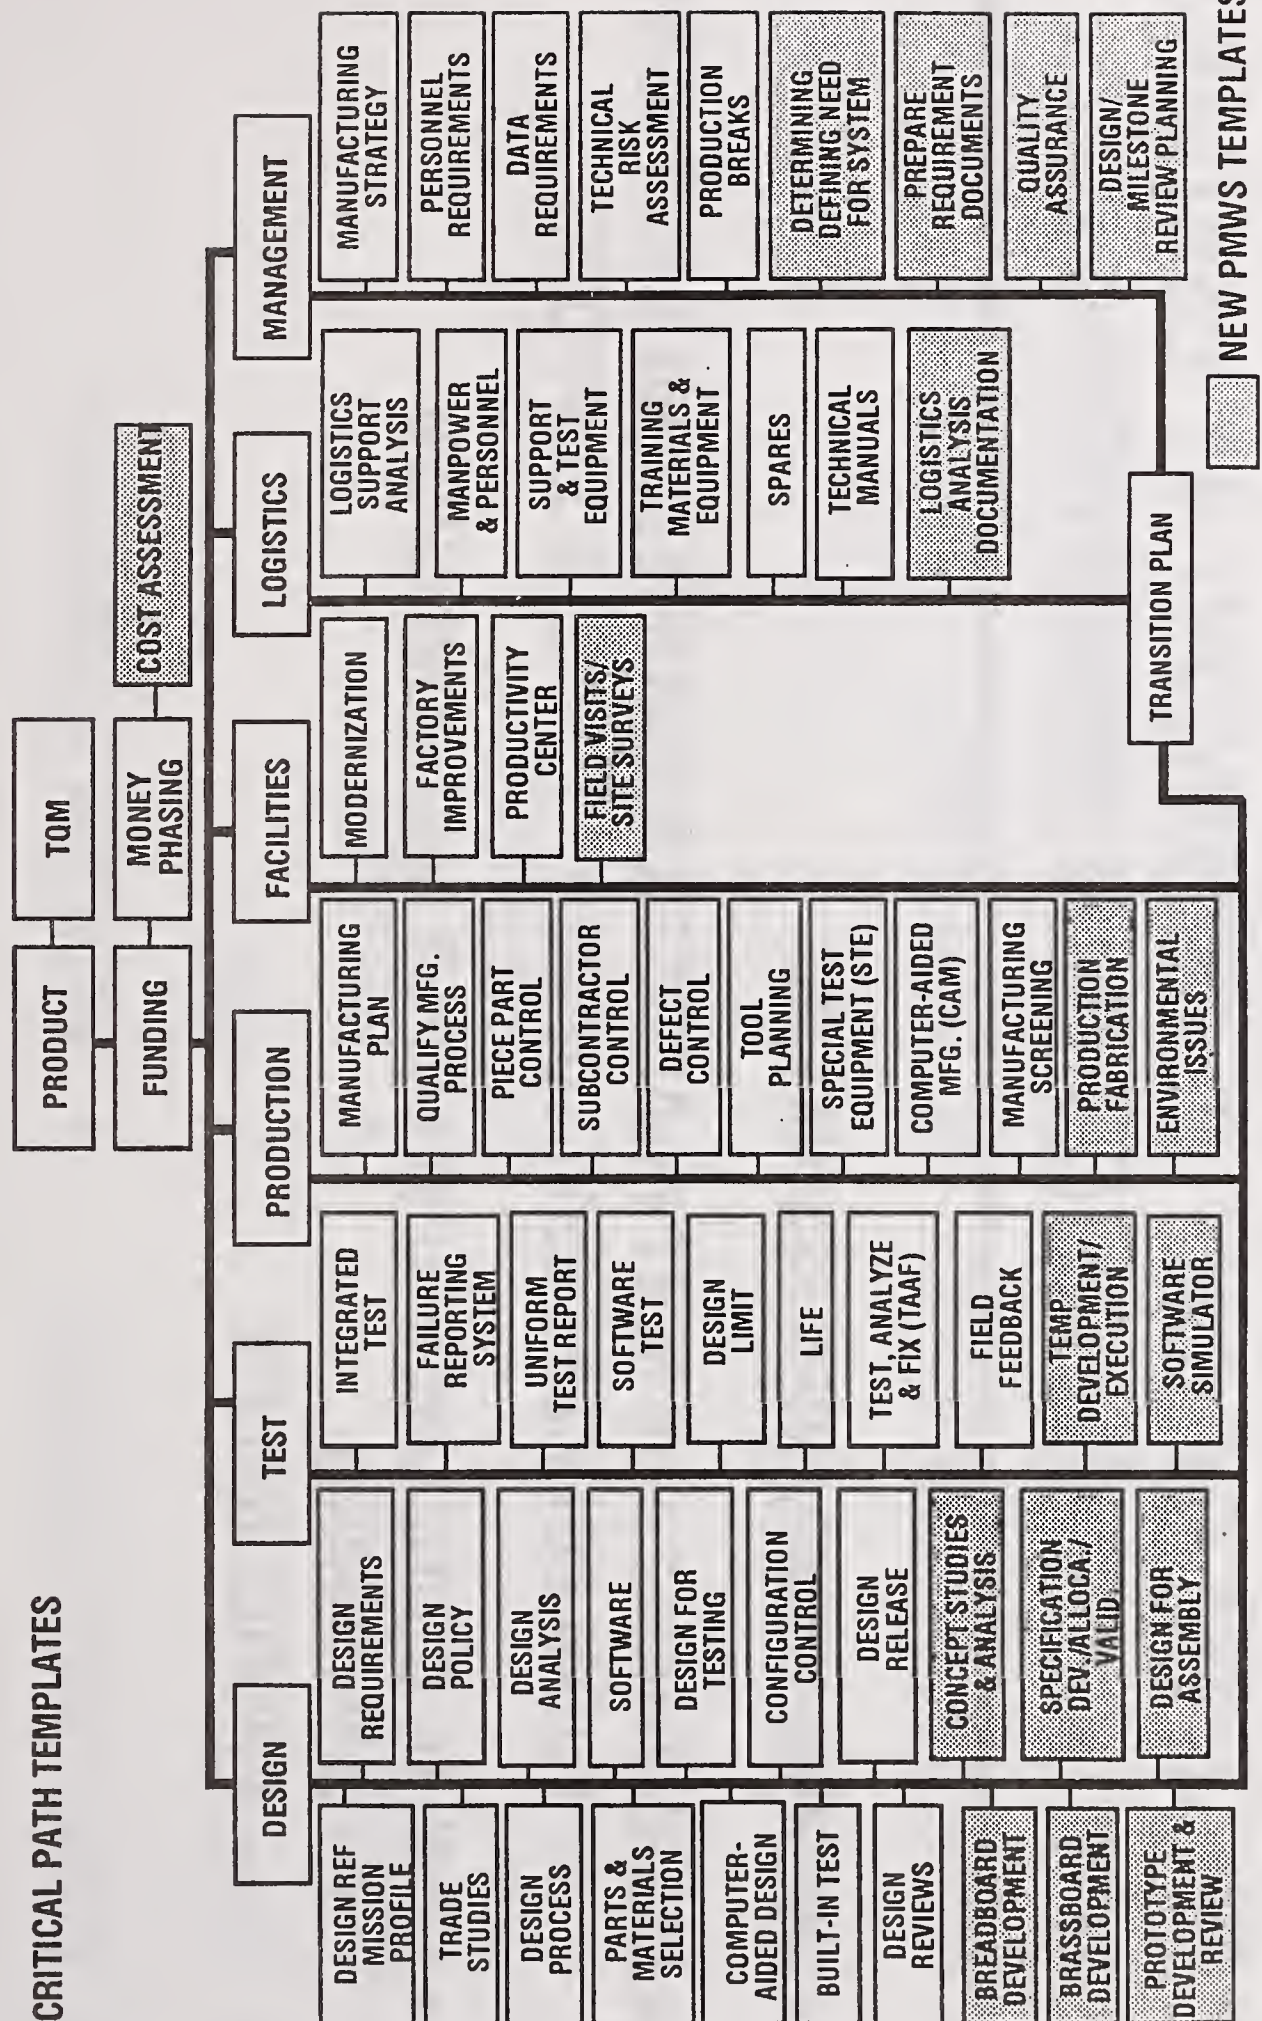 CRITICAL PATH TEMPLATES
PRODUCT
TQM
FUNDING
MONEY
PHASING
COST ASSESSMENT
DESIGN
DESIGN REF
MISSION
PROFILE
TRADE
STUDIES
DESIGN
PROCESS
PARTS &
MATERIALS
SELECTION
COMPUTER-
AIDED DESIGN
BUILT-IN TEST
DESIGN
REVIEWS
BREADBOARD
DEVELOPMENT
BRASSBOARD
DEVELOPMENT
PROTOTYPE
DEVELOPMENT &
REVIEW
DESIGN
REQUIREMENTS
DESIGN
POLICY
DESIGN
ANALYSIS
SOFTWARE
DESIGN FOR
TESTING
CONFIGURATION
CONTROL
DESIGN
RELEASE
CONCEPT STUDIES
& ANALYSIS
SPECIFICATION
DEV./ALLOCA./
VALID.
DESIGN FOR
ASSEMBLY
TEST
INTEGRATED
TEST
FAILURE
REPORTING
SYSTEM
UNIFORM
TEST REPORT
SOFTWARE
TEST
DESIGN
LIMIT
LIFE
TEST, ANALYZE
& FIX (TAAF)
FIELD
FEEDBACK
TEMP
DEVELOPMENT/
EXECUTION
SOFTWARE
SIMULATOR
PRODUCTION
MANUFACTURING
PLAN
QUALIFY MFG.
PROCESS
PIECE PART
CONTROL
SUBCONTRACTOR
CONTROL
DEFECT
CONTROL
TOOL
PLANNING
SPECIAL TEST
EQUIPMENT (STE)
COMPUTER-AIDED
MFG. (CAM)
MANUFACTURING
SCREENING
PRODUCTION
FABRICATION
ENVIRONMENTAL
ISSUES
FACILITIES
MODERNIZATION
FACTORY
IMPROVEMENTS
PRODUCTIVITY
CENTER
FIELD VISITS/
SITE SURVEYS
LOGISTICS
LOGISTICS
SUPPORT
ANALYSIS
MANPOWER
& PERSONNEL
SUPPORT
& TEST
EQUIPMENT
TRAINING
MATERIALS &
EQUIPMENT
SPARES
TECHNICAL
MANUALS
LOGISTICS
ANALYSIS
DOCUMENTATION
MANAGEMENT
MANUFACTURING
STRATEGY
PERSONNEL
REQUIREMENTS
DATA
REQUIREMENTS
TECHNICAL
RISK
ASSESSMENT
PRODUCTION
BREAKS
DETERMINING
DEFINING NEED
FOR SYSTEM
PREPARE
REQUIREMENT
DOCUMENTS
QUALITY
ASSURANCE
DESIGN/
MILESTONE
REVIEW PLANNING
TRANSITION PLAN
NEW PMWS TEMPLATES